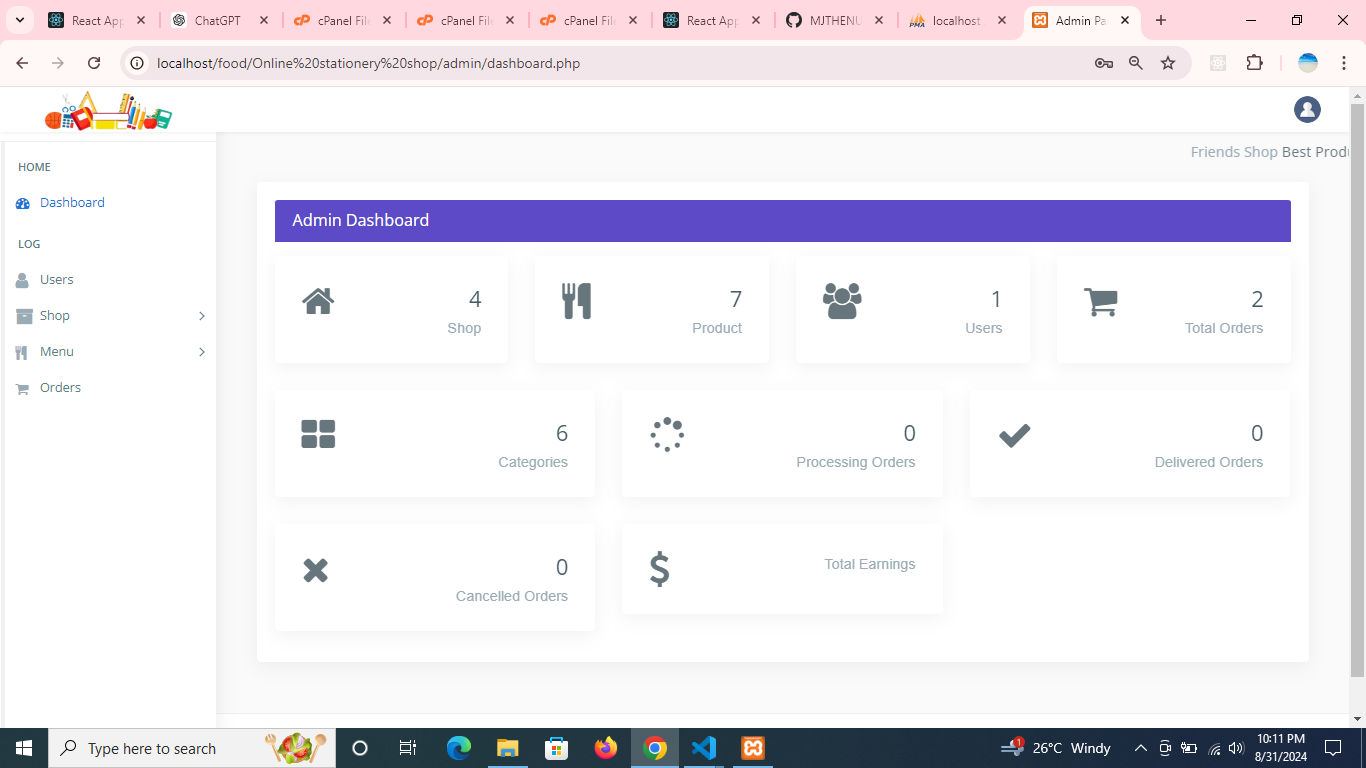 React App
ChatGPT
cPanel File
cPanel File
cPanel File
React App
MJTHENU
localhost
Admin Pa
localhost/food/Online%20stationery%20shop/admin/dashboard.php
Friends Shop Best Produ
HOME
Dashboard
LOG
Users
Shop
Menu
Orders
Admin Dashboard
4
Shop
7
Product
1
Users
2
Total Orders
6
Categories
0
Processing Orders
0
Delivered Orders
0
Cancelled Orders
Total Earnings
Type here to search
1
26°C Windy
10:11 PM
8/31/2024